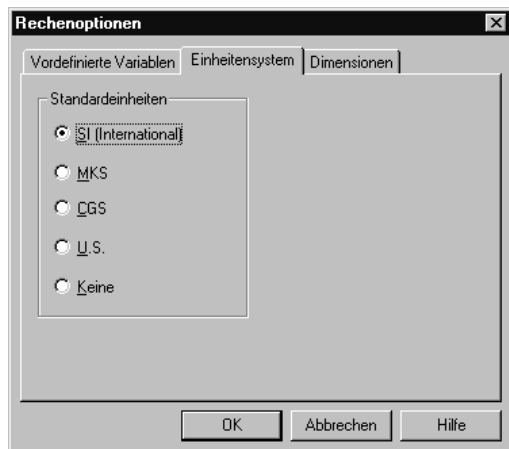 Rechenoptionen
Vordefinierte Variablen Einheitensystem Dimensionen
Standardeinheiten
SI (International)
MKS
CGS
U.S.
Keine
OK Abbrechen Hilfe